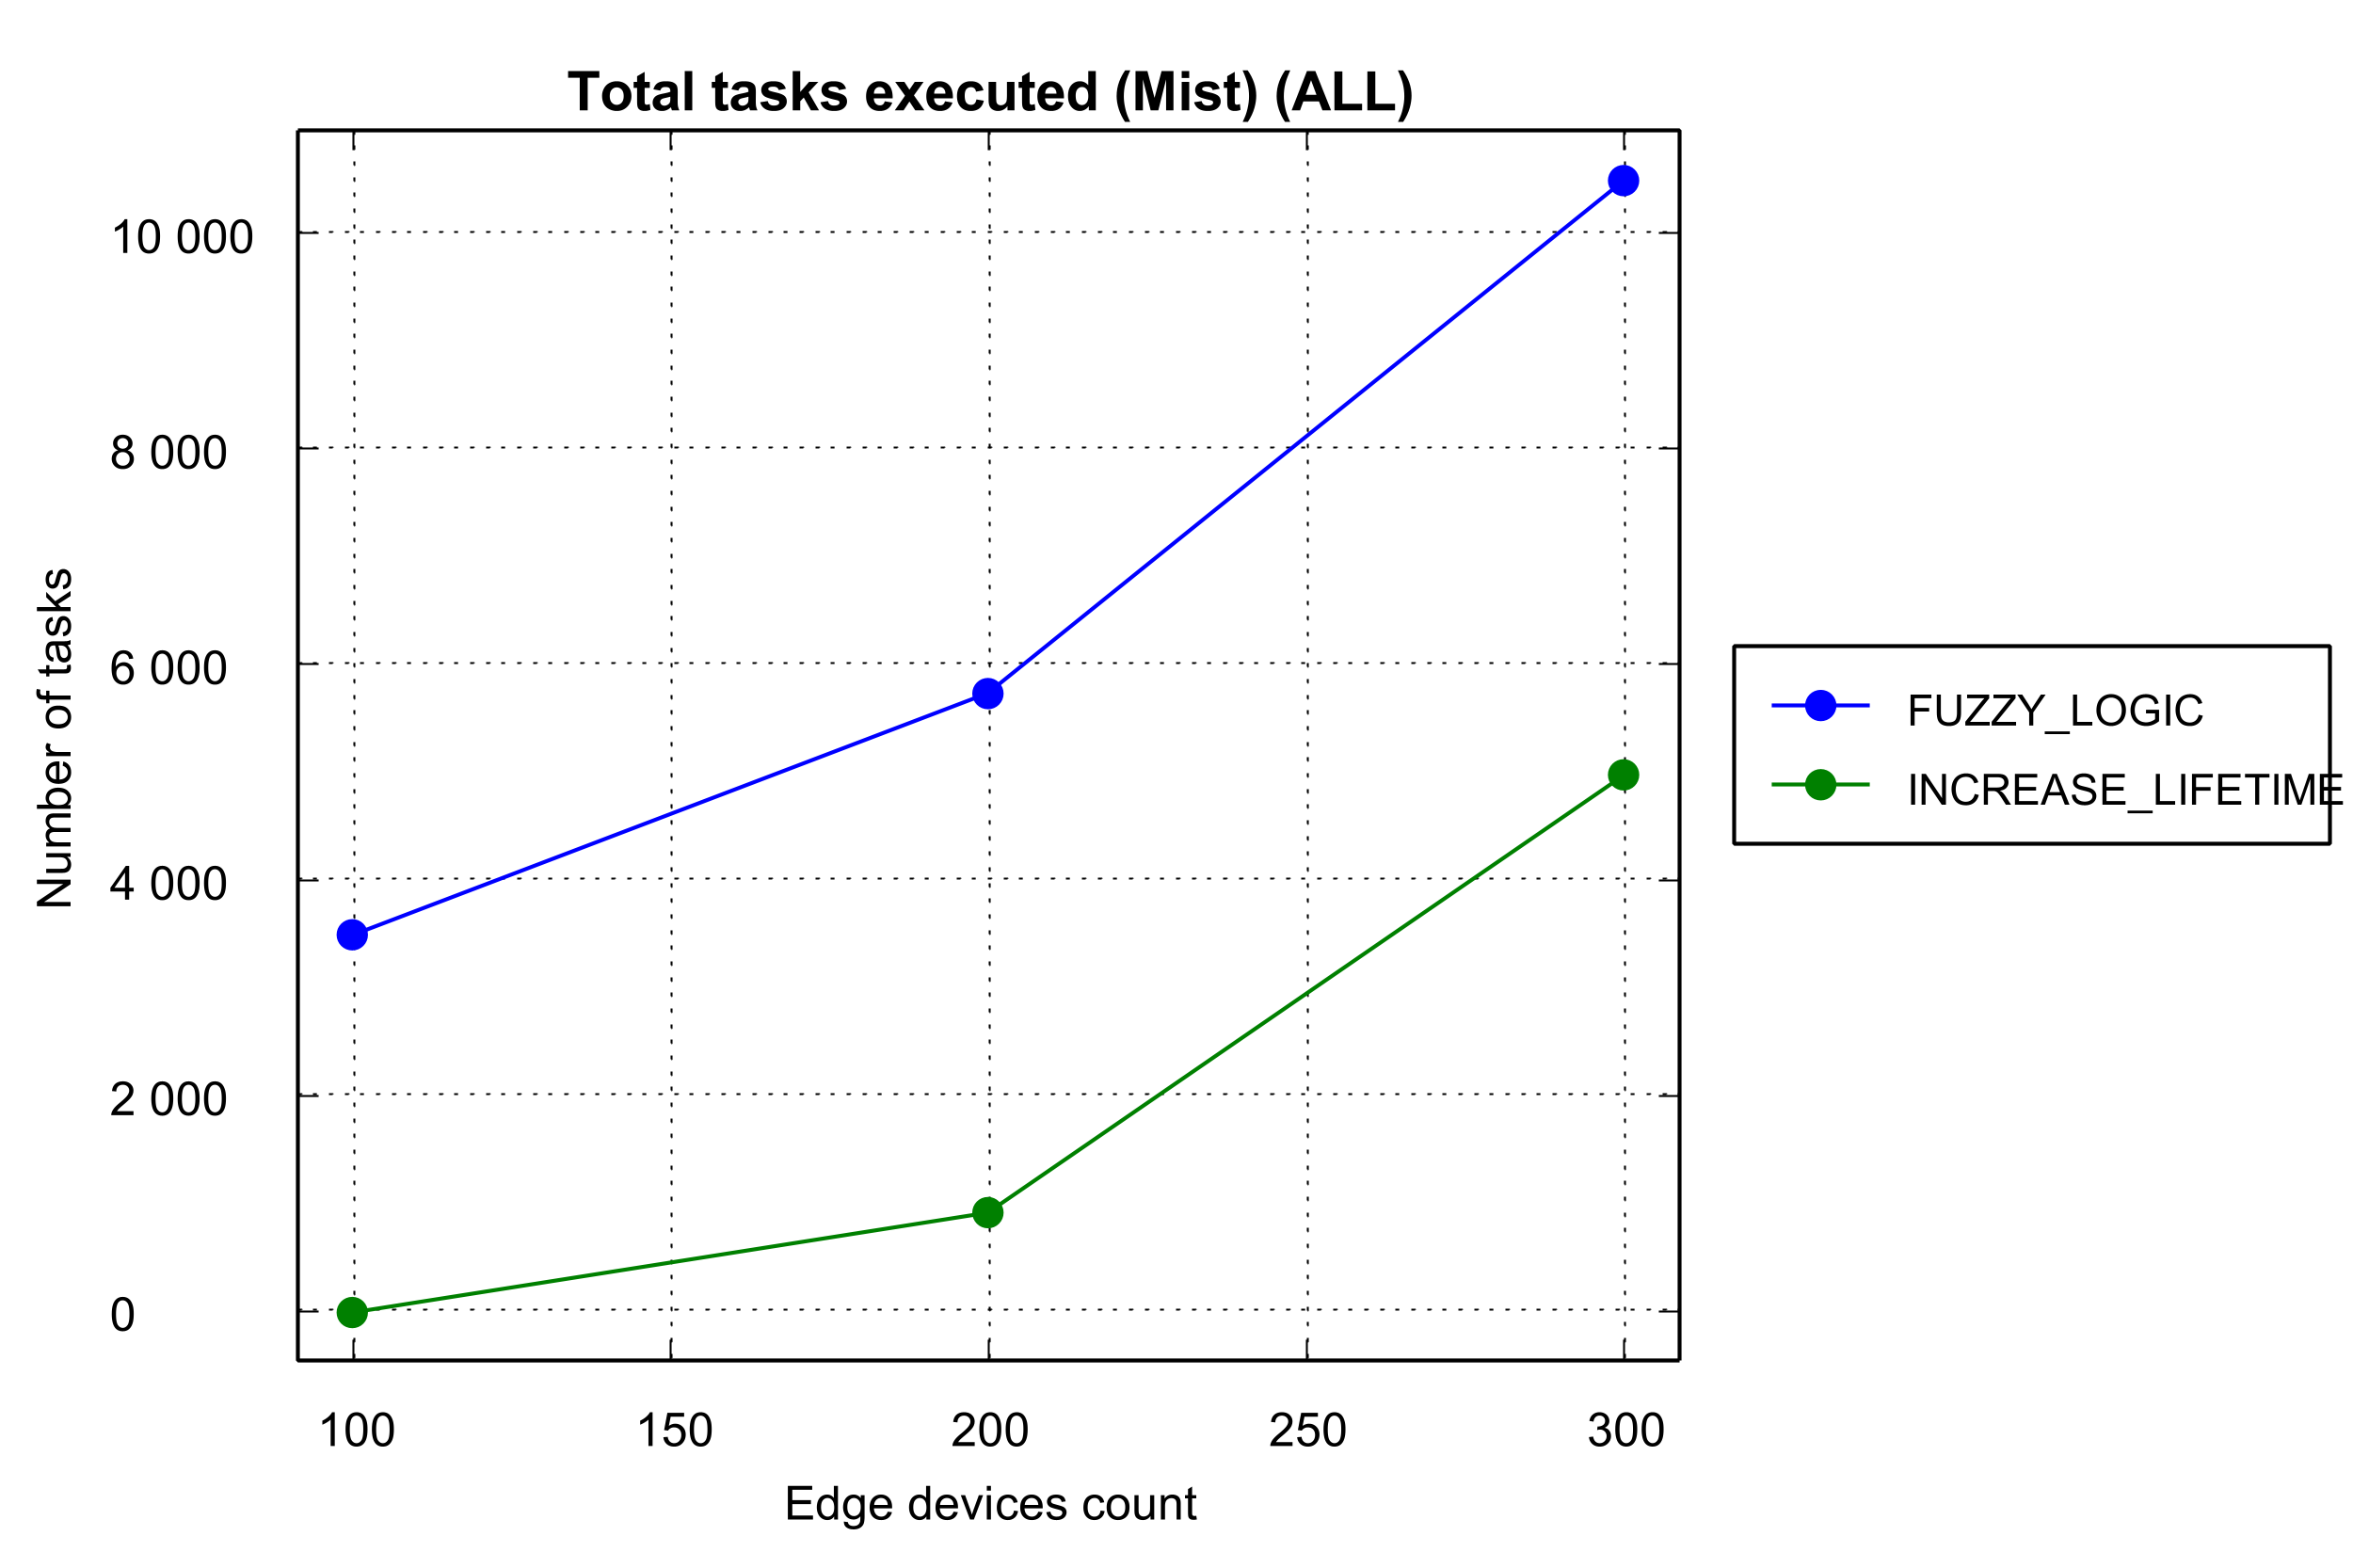 Total tasks executed (Mist) (ALL)
10 000
8 000
6 000
4 000
2 000
0
Number of tasks
100 150 200 250 300
Edge devices count
FUZZY_LOGIC
INCREASE_LIFETIME